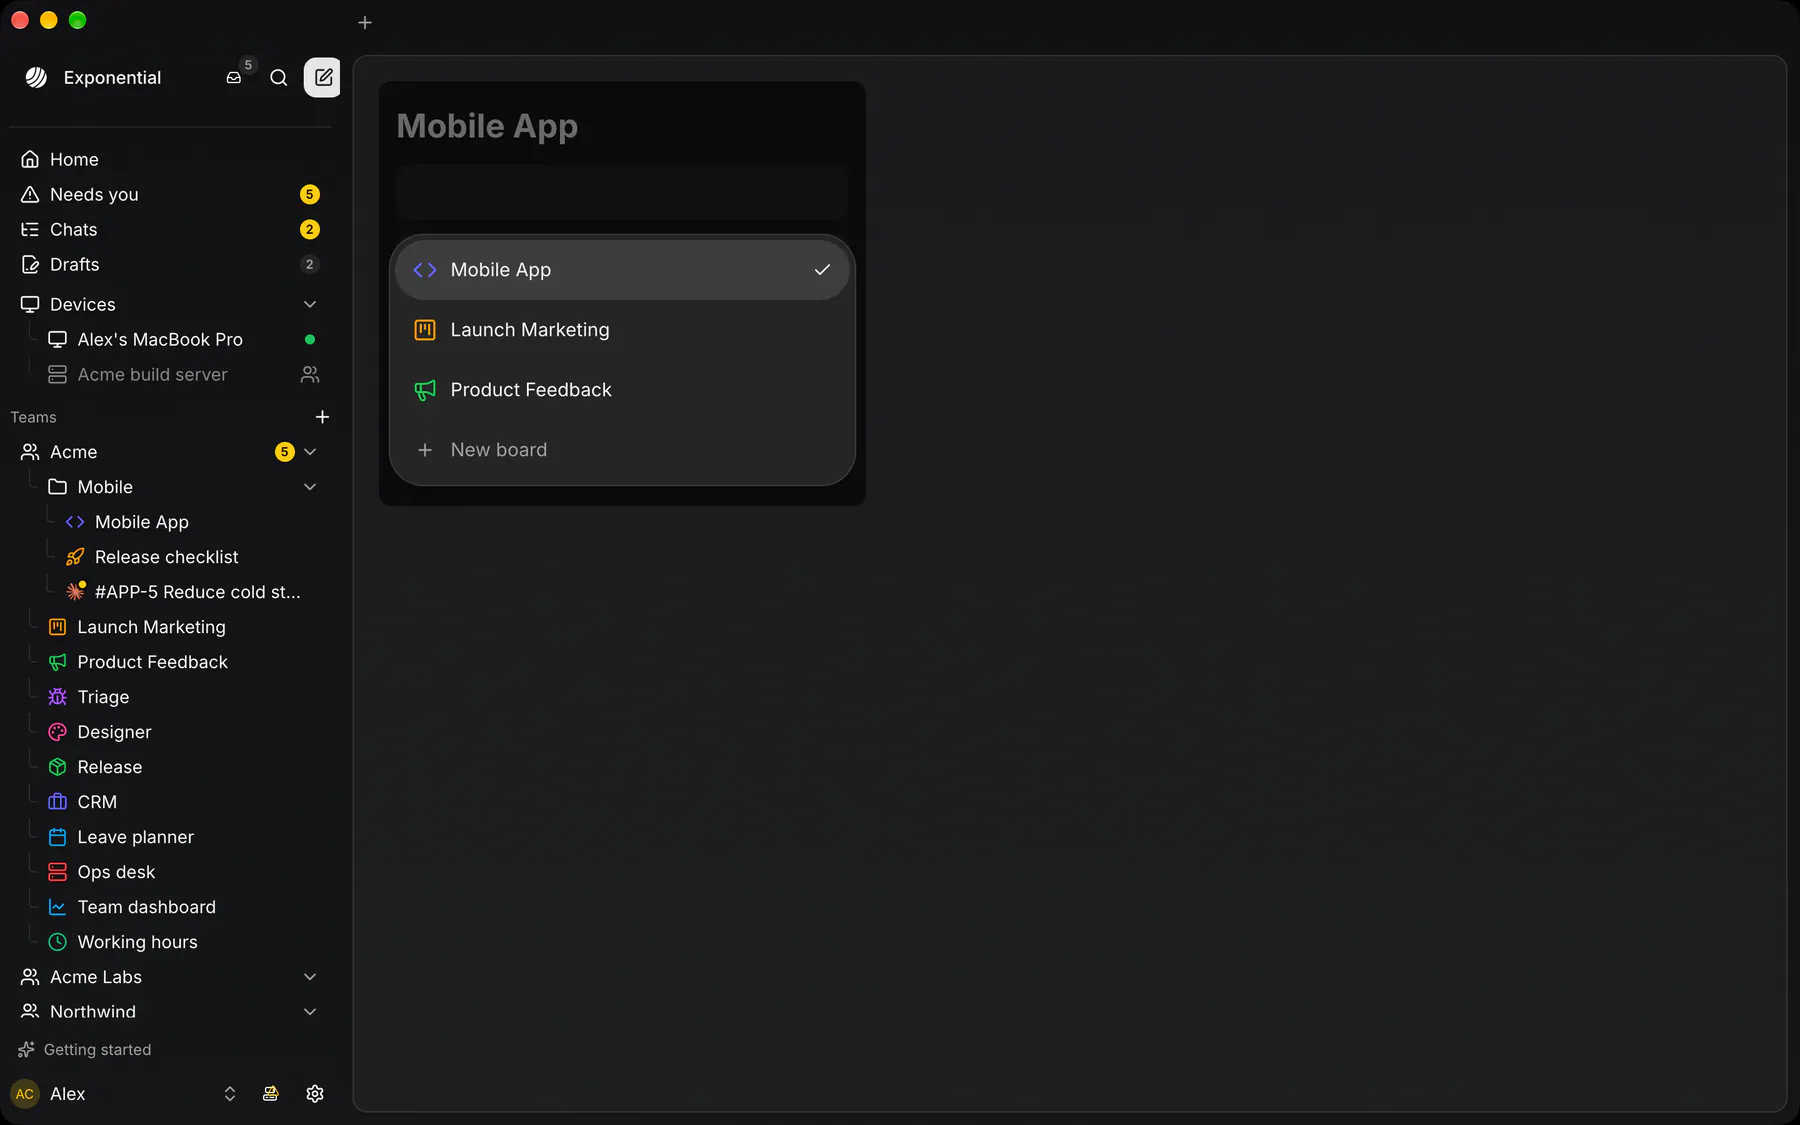 Exponential
5
Home
Needs you
5
Chats
2
Drafts
2
Devices
Alex's MacBook Pro
Acme build server
Teams
Acme
5
Mobile
Mobile App
Release checklist
#APP-5 Reduce cold st...
Launch Marketing
Product Feedback
Triage
Designer
Release
CRM
Leave planner
Ops desk
Team dashboard
Working hours
Acme Labs
Northwind
Getting started
AC
Alex
Mobile App
Mobile App
Launch Marketing
Product Feedback
New board